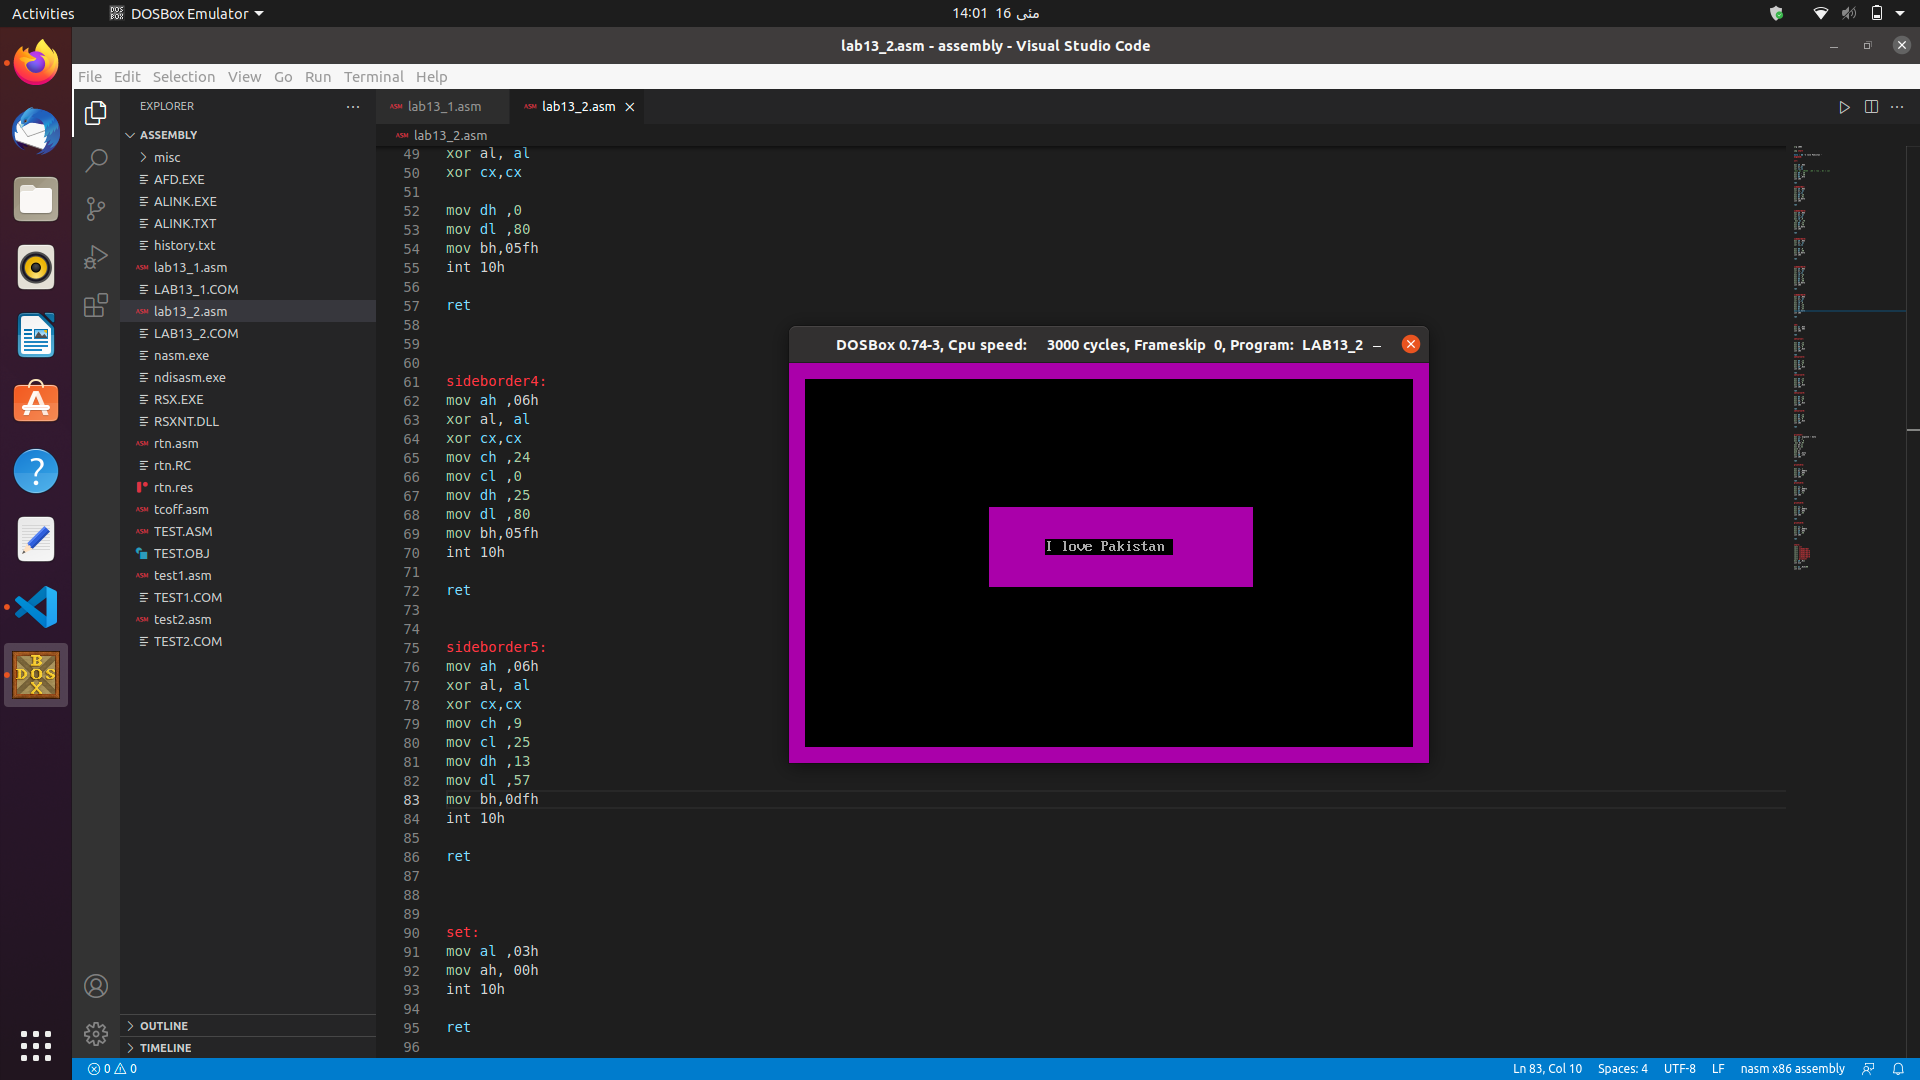 Activities
DOSBox Emulator
14:01 16 مئی
lab13_2.asm - assembly - Visual Studio Code
File Edit Selection View Go Run Terminal Help
EXPLORER
ASSEMBLY
misc
AFD.EXE
ALINK.EXE
ALINK.TXT
history.txt
lab13_1.asm
LAB13_1.COM
lab13_2.asm
LAB13_2.COM
nasm.exe
ndisasm.exe
RSX.EXE
RSXNT.DLL
rtn.asm
rtn.RC
rtn.res
tcoff.asm
TEST.ASM
TEST.OBJ
test1.asm
TEST1.COM
test2.asm
TEST2.COM
OUTLINE
TIMELINE
lab13_1.asm lab13_2.asm
lab13_2.asm
49 xor al, al
50 xor cx,cx
51
52 mov dh ,0
53 mov dl ,80
54 mov bh,05fh
55 int 10h
56
57 ret
58
59
60
61 sideborder4:
62 mov ah ,06h
63 xor al, al
64 xor cx,cx
65 mov ch ,24
66 mov cl ,0
67 mov dh ,25
68 mov dl ,80
69 mov bh,05fh
70 int 10h
71
72 ret
73
74
75 sideborder5:
76 mov ah ,06h
77 xor al, al
78 xor cx,cx
79 mov ch ,9
80 mov cl ,25
81 mov dh ,13
82 mov dl ,57
83 mov bh,0dfh
84 int 10h
85
86 ret
87
88
89
90 set:
91 mov al ,03h
92 mov ah, 00h
93 int 10h
94
95 ret
96
DOSBox 0.74-3, Cpu speed: 3000 cycles, Frameskip 0, Program: LAB13_2
I love Pakistan
0 0
Ln 83, Col 10 Spaces: 4 UTF-8 LF nasm x86 assembly